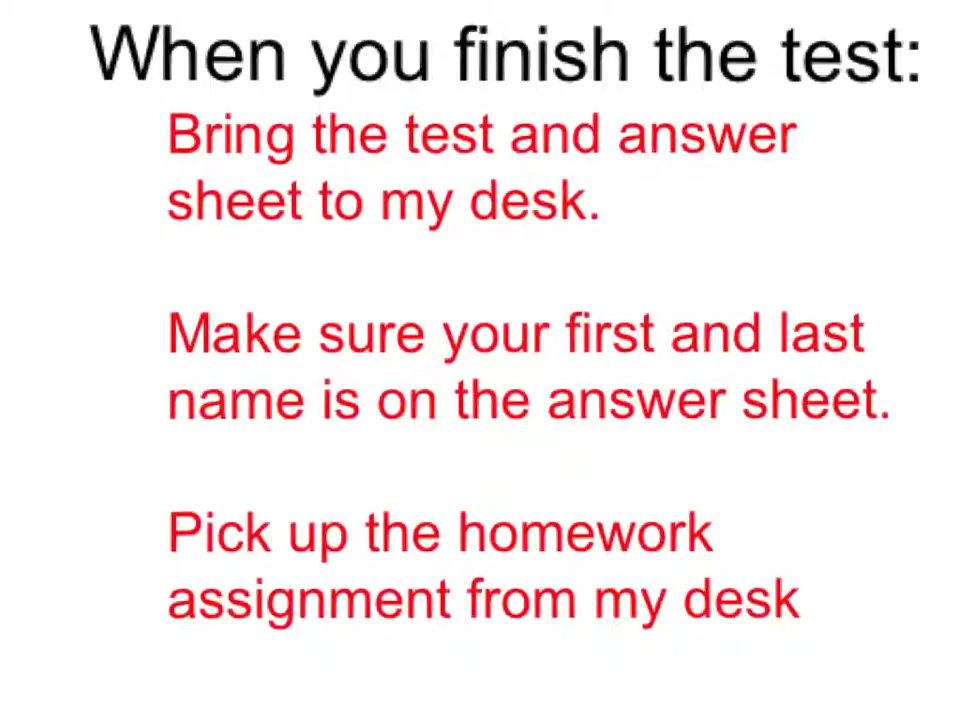 When you finish the test:
Bring the test and answer
sheet to my desk.
Make sure your first and last
name is on the answer sheet.
Pick up the homework
assignment from my desk